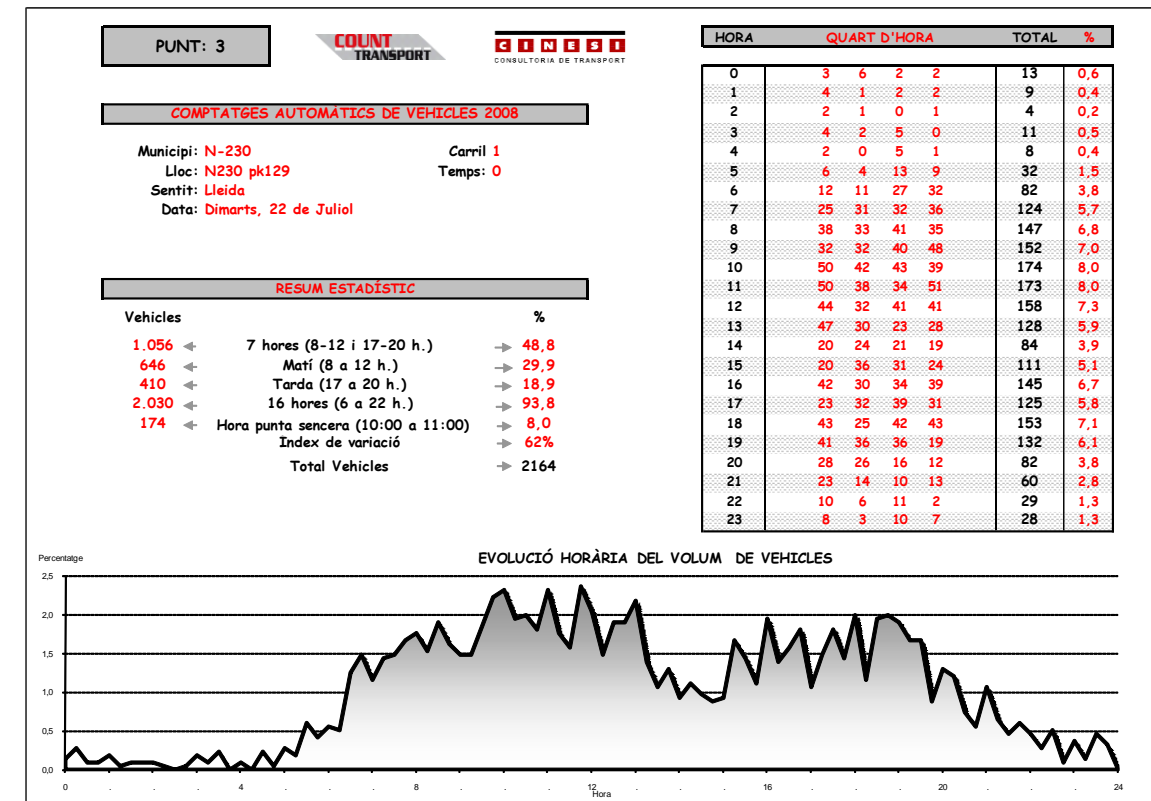 PUNT: 3
COUNT
TRANSPORT
CINESI
CONSULTORIA DE TRANSPORT
COMPTATGES AUTOMÀTICS DE VEHICLES 2008
Municipi: N-230 Carril 1
Lloc: N230 pk129 Temps: 0
Sentit: Lleida
Data: Dimarts, 22 de Juliol
RESUM ESTADÍSTIC
Vehicles %
1.056 7 hores (8-12 i 17-20 h.) 48,8
646 Matí (8 a 12 h.) 29,9
410 Tarda (17 a 20 h.) 18,9
2.030 16 hores (6 a 22 h.) 93,8
174 Hora punta sencera (10:00 a 11:00) 8,0
Index de variació 62%
Total Vehicles 2164
HORA QUART D'HORA TOTAL %
0 3 6 2 2 13 0,6
1 4 1 2 2 9 0,4
2 2 1 0 1 4 0,2
3 4 2 5 0 11 0,5
4 2 0 5 1 8 0,4
5 6 4 13 9 32 1,5
6 12 11 27 32 82 3,8
7 25 31 32 36 124 5,7
8 38 33 41 35 147 6,8
9 32 32 40 48 152 7,0
10 50 42 43 39 174 8,0
11 50 38 34 51 173 8,0
12 44 32 41 41 158 7,3
13 47 30 23 28 128 5,9
14 20 24 21 19 84 3,9
15 20 36 31 24 111 5,1
16 42 30 34 39 145 6,7
17 23 32 39 31 125 5,8
18 43 25 42 43 153 7,1
19 41 36 36 19 132 6,1
20 28 26 16 12 82 3,8
21 23 14 10 13 60 2,8
22 10 6 11 2 29 1,3
23 8 3 10 7 28 1,3
EVOLUCIÓ HORÀRIA DEL VOLUM DE VEHICLES
Percentatge
2,5
2,0
1,5
1,0
0,5
0,0
0 . . . 4 . . . 8 . . . 12 . . . 16 . . . 20 . . . 24
Hora